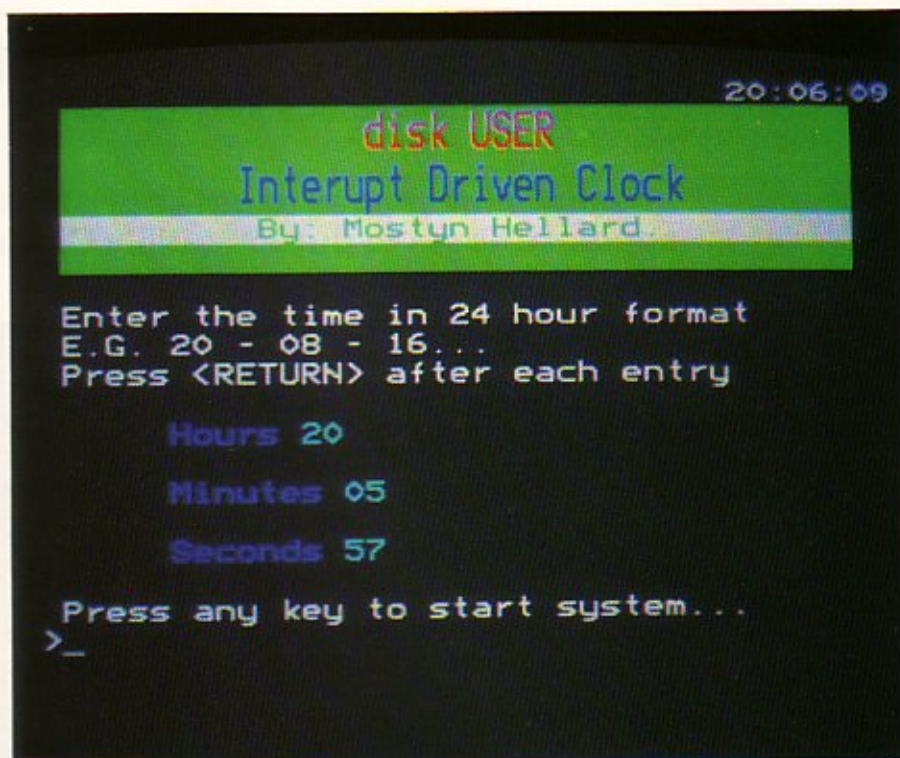 20:06:09
disk USER
Interupt Driven Clock
By: Mostyn Hellard.
Enter the time in 24 hour format
E.G. 20 - 08 - 16...
Press <RETURN> after each entry
Hours 20
Minutes 05
Seconds 57
Press any key to start system...
>_